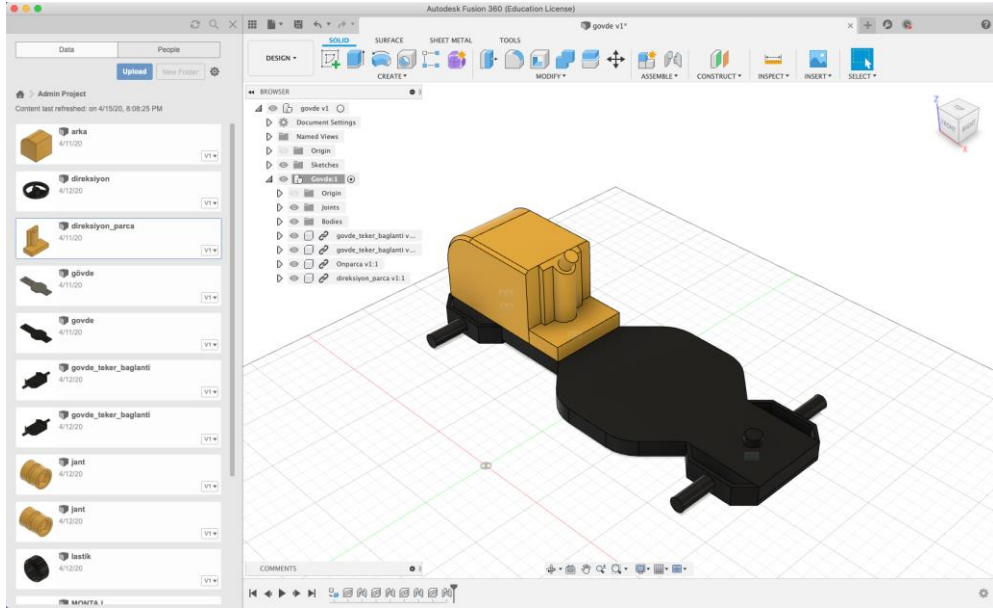 Autodesk Fusion 360 (Education License)
govde v1*
Data
People
Upload
New Folder
Admin Project
Content last refreshed: on 4/15/20, 8:08:25 PM
arka
4/11/20
V1
direksiyon
4/12/20
V1
direksiyon_parca
4/11/20
V1
gövde
4/11/20
V1
govde
4/11/20
V1
govde_teker_baglanti
4/12/20
V1
govde_teker_baglanti
4/12/20
V1
jant
4/12/20
V1
jant
4/12/20
V1
lastik
4/12/20
V1
MONTAJ
DESIGN
SOLID
SURFACE
SHEET METAL
TOOLS
CREATE
MODIFY
ASSEMBLE
CONSTRUCT
INSPECT
INSERT
SELECT
BROWSER
govde v1
Document Settings
Named Views
Origin
Sketches
Govde:1
Origin
Joints
Bodies
govde_teker_baglanti v...
govde_teker_baglanti v...
Onparca v1:1
direksiyon_parca v1:1
Z
TOP
FRONT
RIGHT
X
COMMENTS